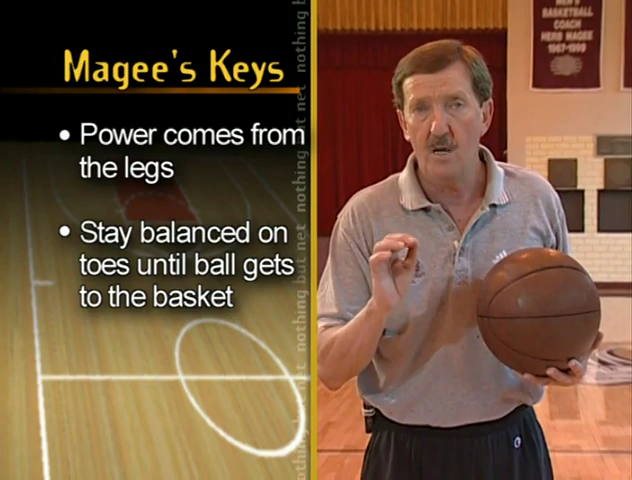 Magee's Keys
• Power comes from
the legs
• Stay balanced on
toes until ball gets
to the basket
nothing but net nothing but net nothing but net
MEN'S
BASKETBALL
COACH
HERB MAGEE
1967-1999